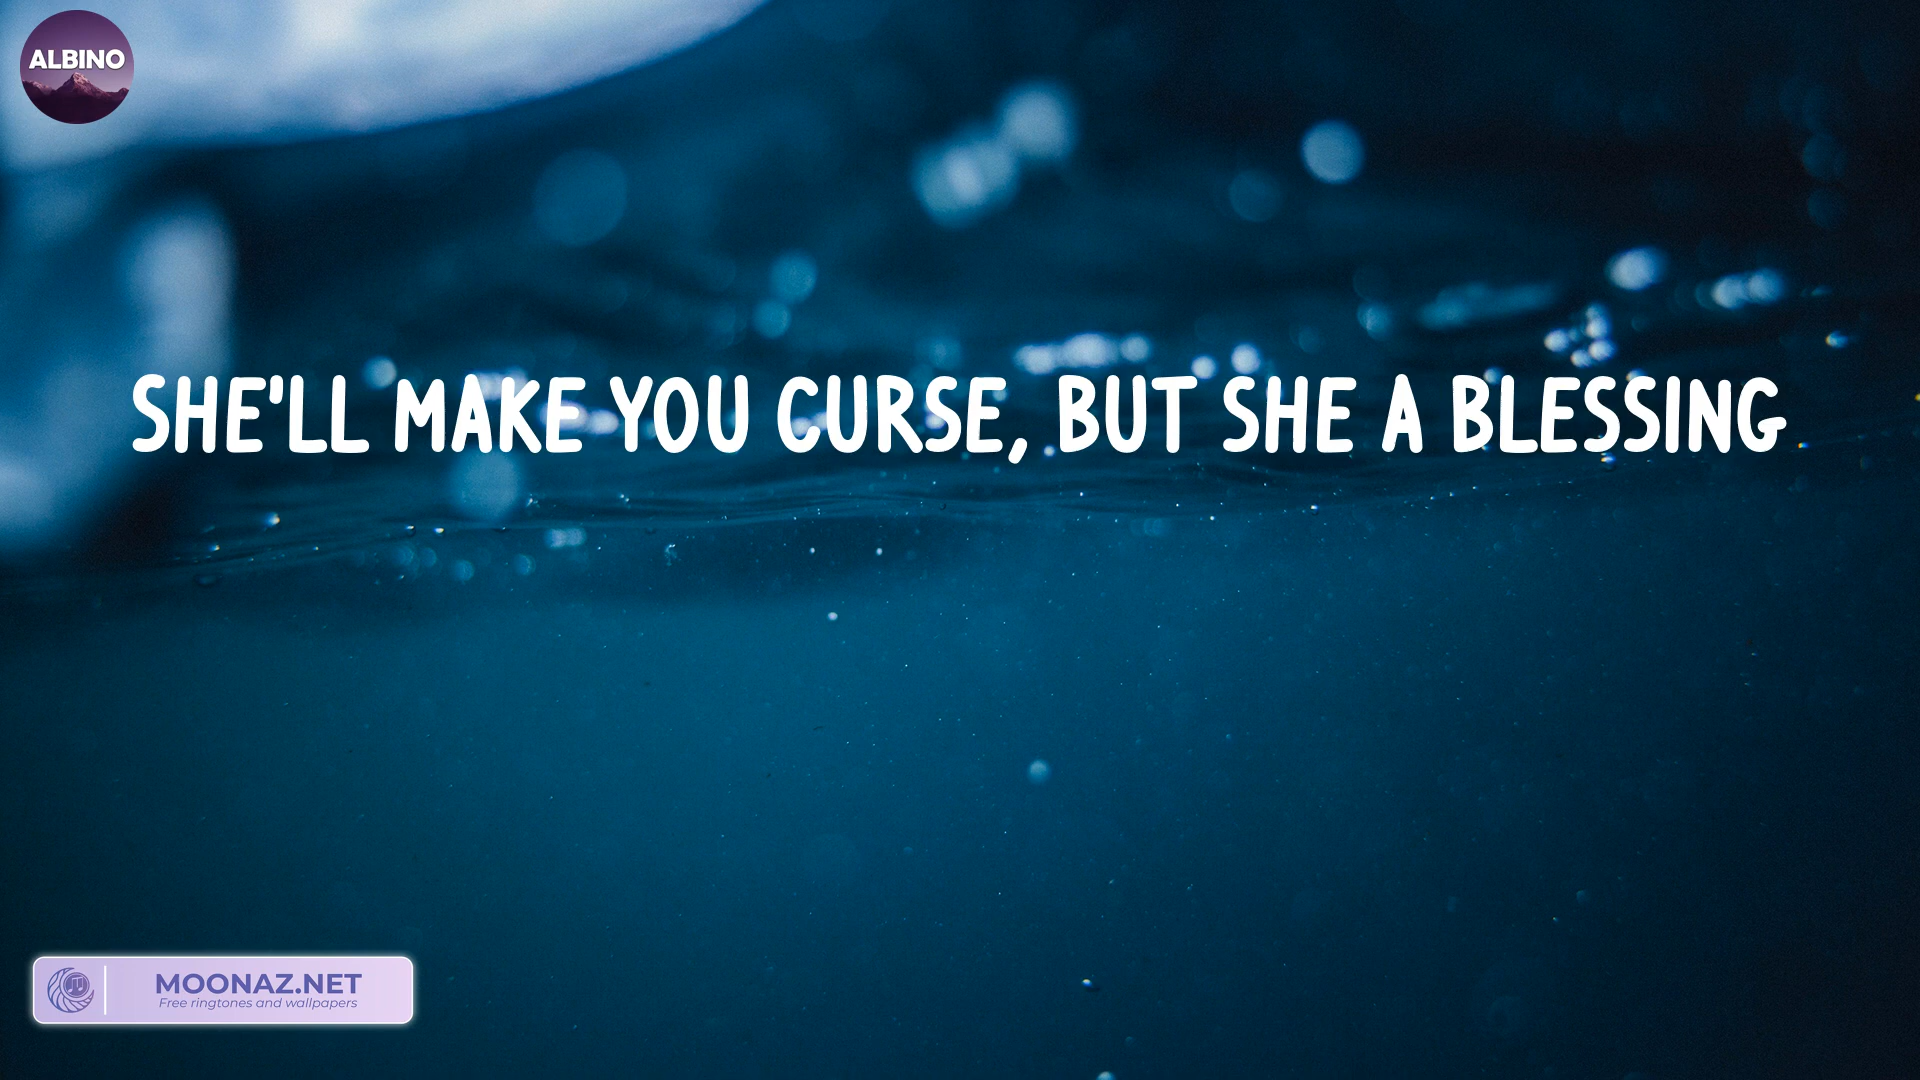 ALBINO
SHE'LL MAKE YOU CURSE, BUT SHE A BLESSING
MOONAZ.NET
Free ringtones and wallpapers